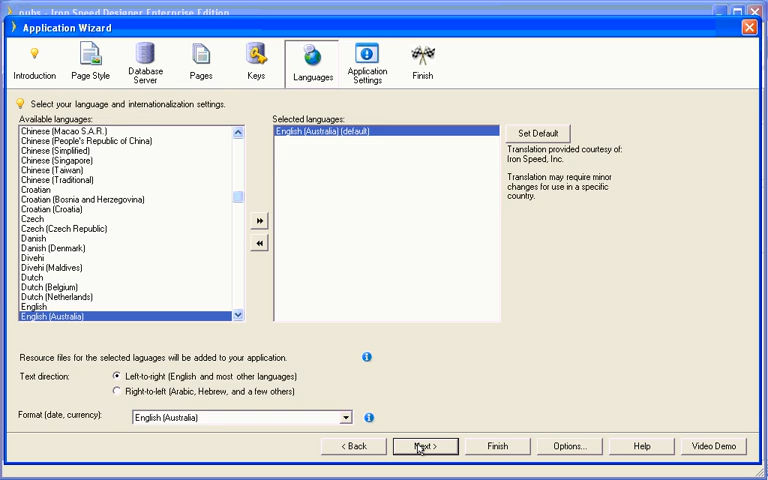 pubs - Iron Speed Designer Enterprise Edition
Application Wizard
Introduction
Page Style
Database Server
Pages
Keys
Languages
Application Settings
Finish
Select your language and internationalization settings.
Available languages:
Chinese (Macao S.A.R.)
Chinese (People's Republic of China)
Chinese (Simplified)
Chinese (Singapore)
Chinese (Taiwan)
Chinese (Traditional)
Croatian
Croatian (Bosnia and Herzegovina)
Croatian (Croatia)
Czech
Czech (Czech Republic)
Danish
Danish (Denmark)
Divehi
Divehi (Maldives)
Dutch
Dutch (Belgium)
Dutch (Netherlands)
English
English (Australia)
Selected languages:
English (Australia) (default)
Set Default
Translation provided courtesy of:
Iron Speed, Inc.
Translation may require minor
changes for use in a specific
country.
Resource files for the selected laguages will be added to your application.
Text direction:
Left-to-right (English and most other languages)
Right-to-left (Arabic, Hebrew, and a few others)
Format (date, currency):
English (Australia)
< Back
Next >
Finish
Options...
Help
Video Demo